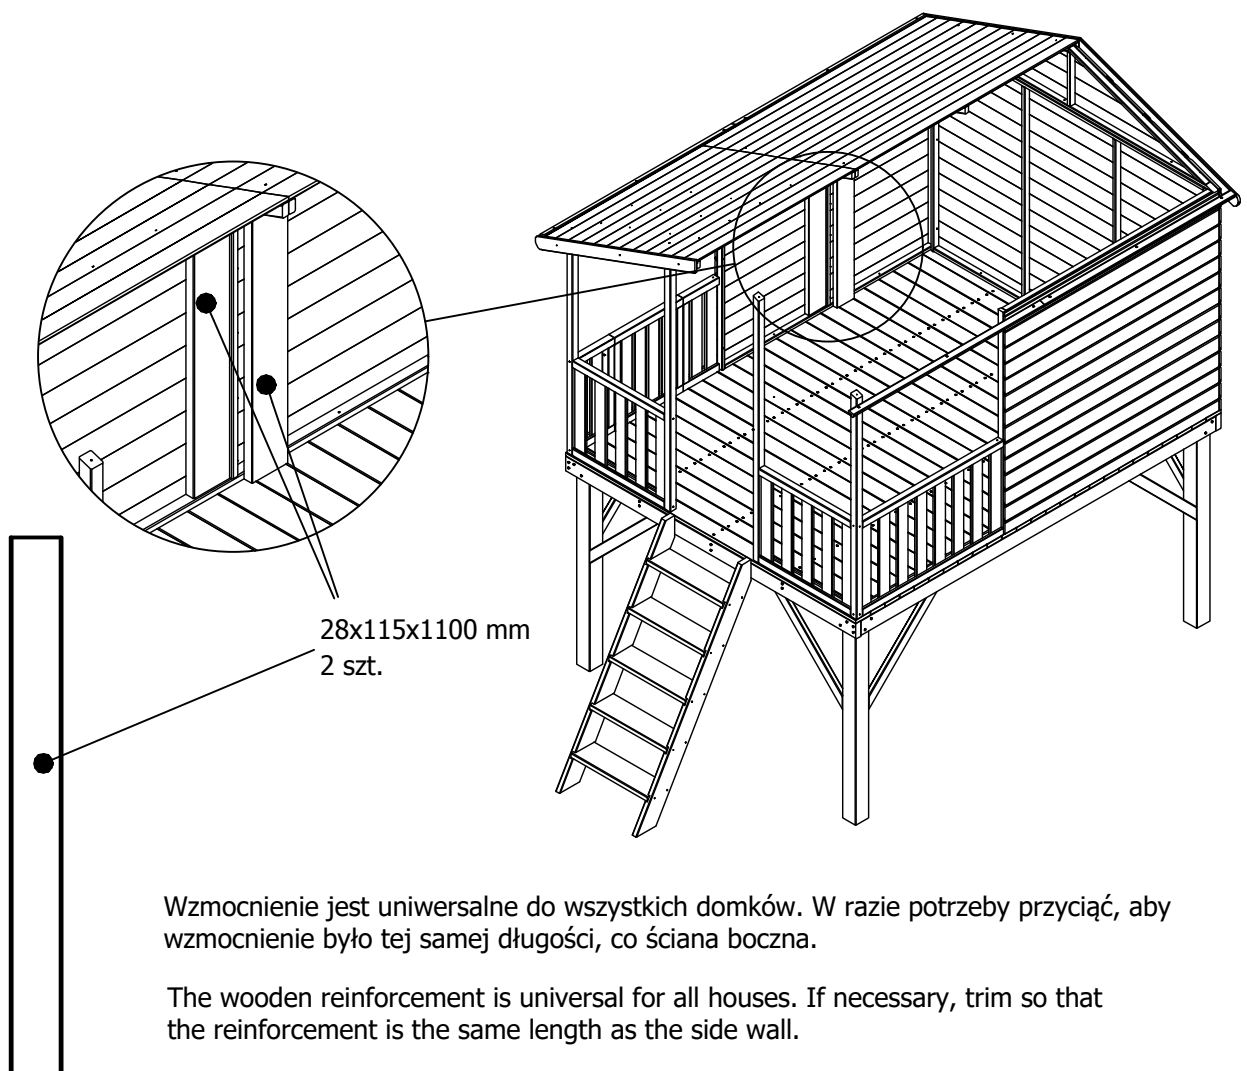 28x115x1100 mm
2 szt.
Wzmocnienie jest uniwersalne do wszystkich domków. W razie potrzeby przyciąć, aby
wzmocnienie było tej samej długości, co ściana boczna.
The wooden reinforcement is universal for all houses. If necessary, trim so that
the reinforcement is the same length as the side wall.